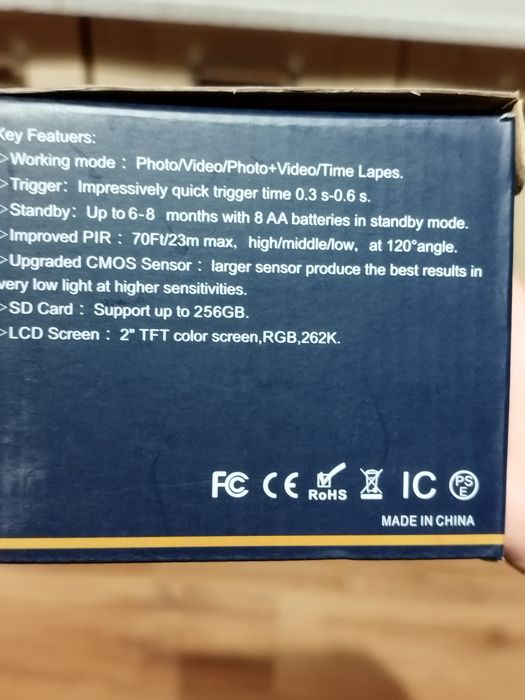 Key Featuers:
>Working mode : Photo/Video/Photo+Video/Time Lapes.
>Trigger: Impressively quick trigger time 0.3 s-0.6 s.
>Standby: Up to 6-8 months with 8 AA batteries in standby mode.
>Improved PIR : 70Ft/23m max, high/middle/low, at 120°angle.
>Upgraded CMOS Sensor : larger sensor produce the best results in
very low light at higher sensitivities.
>SD Card : Support up to 256GB.
>LCD Screen : 2" TFT color screen,RGB,262K.
FC CE RoHS IC PSE
MADE IN CHINA